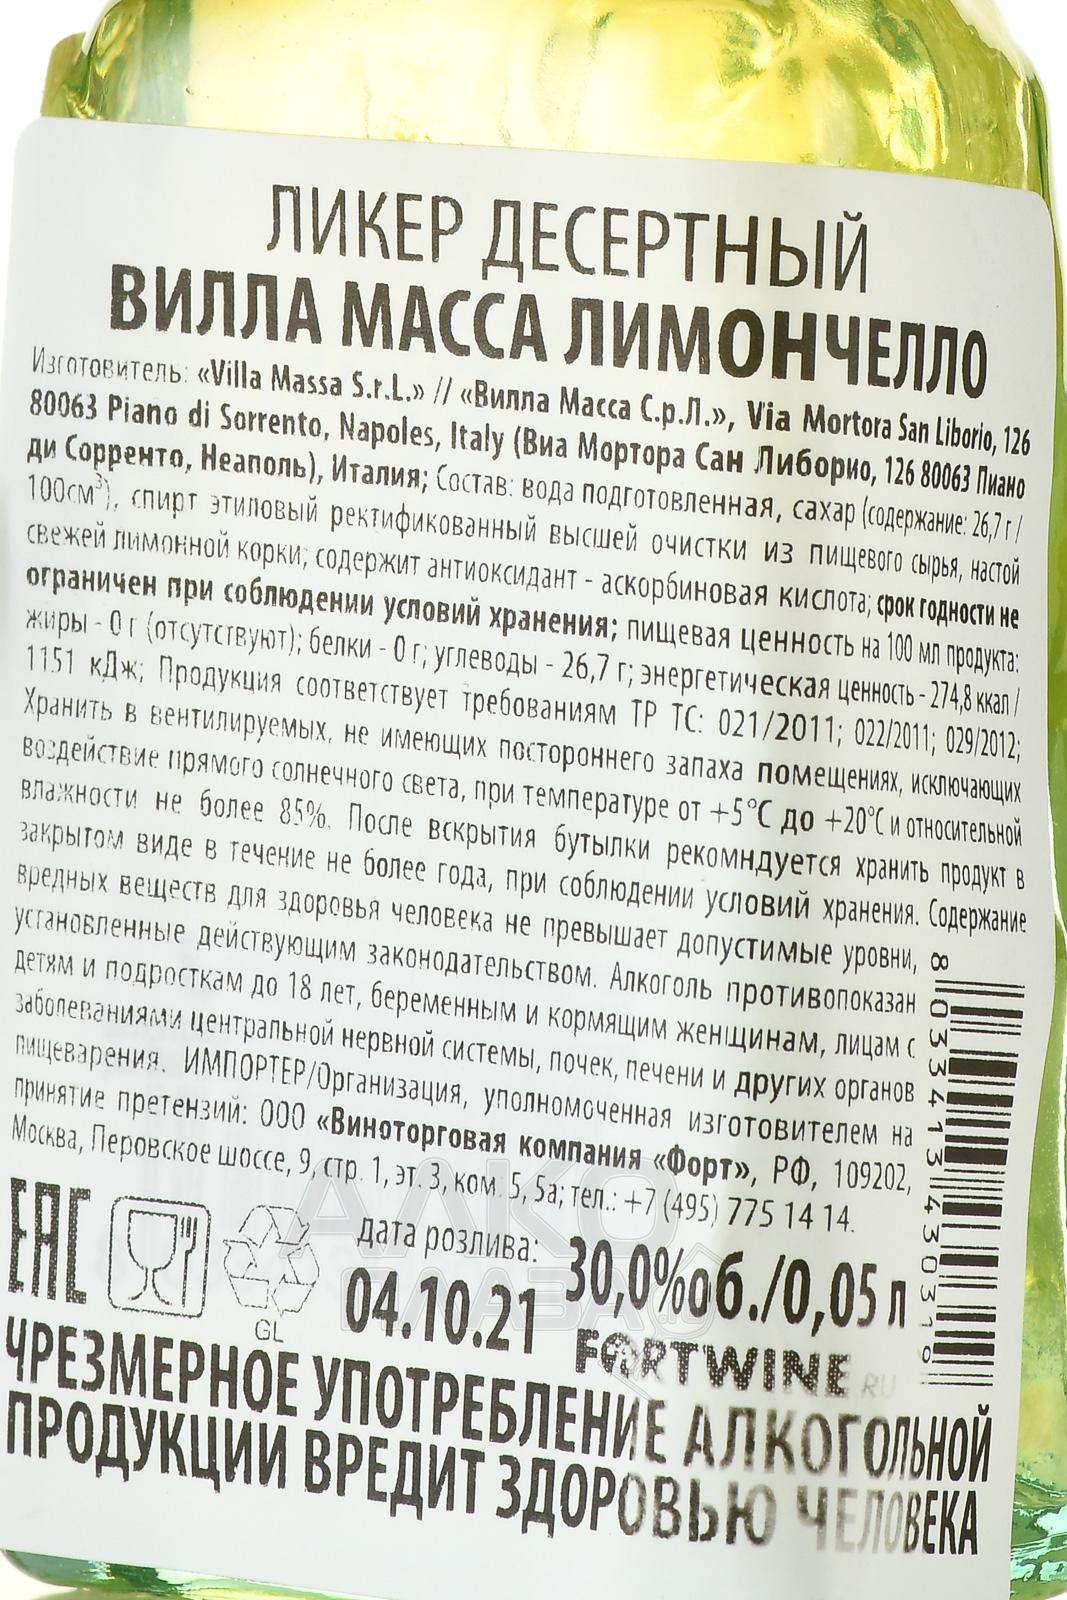 ЛИКЕР ДЕСЕРТНЫЙ
ВИЛЛА МАССА ЛИМОНЧЕЛЛО
Изготовитель: «Villa Massa S.r.L.» // «Вилла Масса С.р.Л.», Via Mortora San Liborio, 126
80063 Piano di Sorrento, Napoles, Italy (Виа Мортора Сан Либорио, 126 80063 Пиано
ди Сорренто, Неаполь), Италия; Состав: вода подготовленная, сахар (содержание: 26,7 г /
100см³), спирт этиловый ректификованный высшей очистки из пищевого сырья, настой
свежей лимонной корки; содержит антиоксидант - аскорбиновая кислота; срок годности не
ограничен при соблюдении условий хранения; пищевая ценность на 100 мл продукта:
жиры - 0 г (отсутствуют); белки - 0 г; углеводы - 26,7 г; энергетическая ценность - 274,8 ккал /
1151 кДж; Продукция соответствует требованиям ТР ТС: 021/2011; 022/2011; 029/2012;
Хранить в вентилируемых, не имеющих постороннего запаха помещениях, исключающих
воздействие прямого солнечного света, при температуре от +5°С до +20°С и относительной
влажности не более 85%. После вскрытия бутылки рекомндуется хранить продукт в
закрытом виде в течение не более года, при соблюдении условий хранения. Содержание
вредных веществ для здоровья человека не превышает допустимые уровни,
установленные действующим законодательством. Алкоголь противопоказан
детям и подросткам до 18 лет, беременным и кормящим женщинам, лицам с
заболеваниями центральной нервной системы, почек, печени и других органов
пищеварения. ИМПОРТЕР/Организация, уполномоченная изготовителем на
принятие претензий: ООО «Виноторговая компания «Форт», РФ, 109202,
Москва, Перовское шоссе, 9, стр. 1, эт. 3, ком. 5, 5а; тел.: +7 (495) 775 14 14.
8 033413 430319
ЕАС
GL
дата розлива:
04.10.21
30,0%об./0,05 л
FORTWINE.RU
АЛКО
СЛАВА.ru
ЧРЕЗМЕРНОЕ УПОТРЕБЛЕНИЕ АЛКОГОЛЬНОЙ
ПРОДУКЦИИ ВРЕДИТ ЗДОРОВЬЮ ЧЕЛОВЕКА